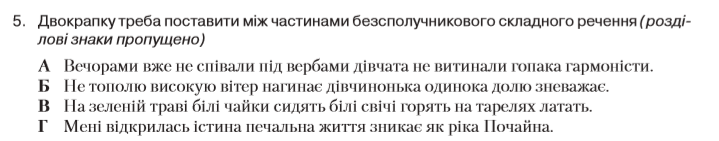 5. Двокрапку треба поставити між частинами безсполучникового складного речення (розді-
лові знаки пропущено)
А Вечорами вже не співали під вербами дівчата не витинали гопака гармоністи.
Б Не тополю високую вітер нагинає дівчинонька одинока долю зневажає.
В На зеленій траві білі чайки сидять білі свічі горять на тарелях латать.
Г Мені відкрилась істина печальна життя зникає як ріка Почайна.